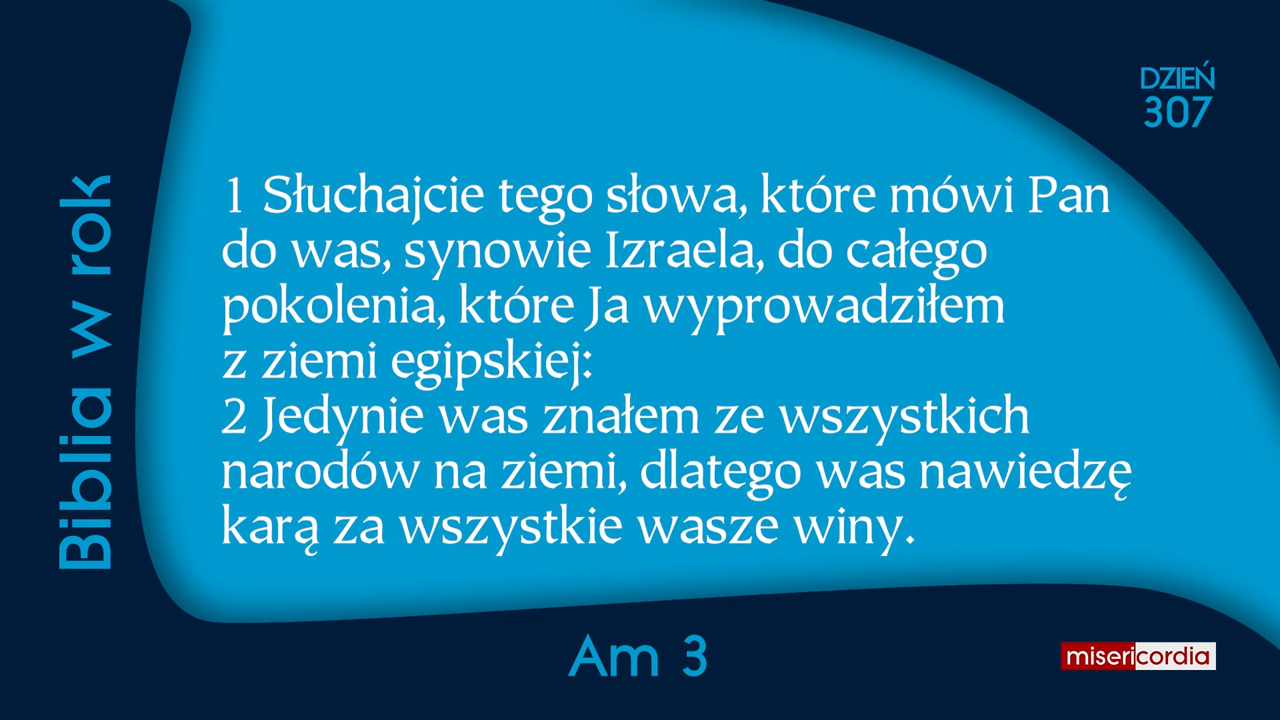 DZIEŃ
307
Biblia w rok
1 Słuchajcie tego słowa, które mówi Pan
do was, synowie Izraela, do całego
pokolenia, które Ja wyprowadziłem
z ziemi egipskiej:
2 Jedynie was znałem ze wszystkich
narodów na ziemi, dlatego was nawiedzę
karą za wszystkie wasze winy.
Am 3
misericordia